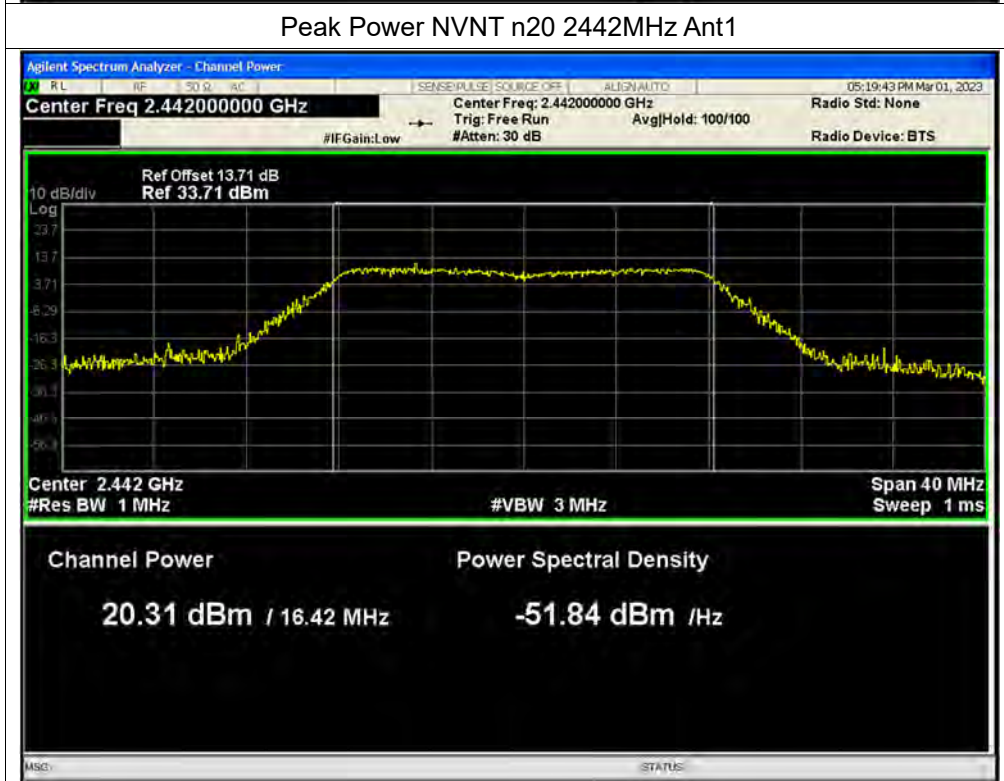 Peak Power NVNT n20 2442MHz Ant1
Agilent Spectrum Analyzer - Channel Power
RL RF 50 Ω AC SENSE:PULSE SOURCE OFF ALIGN AUTO 05:19:43 PM Mar 01, 2023
Center Freq 2.442000000 GHz Center Freq: 2.442000000 GHz Radio Std: None
Trig: Free Run Avg|Hold: 100/100
#IFGain:Low #Atten: 30 dB Radio Device: BTS
Ref Offset 13.71 dB
10 dB/div Ref 33.71 dBm
Log
23.7
13.7
3.71
-6.29
-16.3
-26.3
-36.3
-46.3
-56.3
Center 2.442 GHz Span 40 MHz
#Res BW 1 MHz #VBW 3 MHz Sweep 1 ms
Channel Power Power Spectral Density
20.31 dBm / 16.42 MHz -51.84 dBm /Hz
MSG STATUS